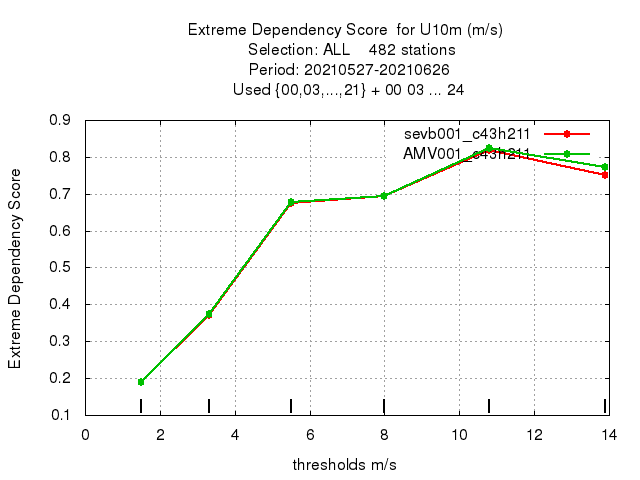 Extreme Dependency Score for U10m (m/s)
Selection: ALL 482 stations
Period: 20210527-20210626
Used {00,03,...,21} + 00 03 ... 24
sevb001_c43h211
AMV001_c43h211
0.9
0.8
0.7
0.6
0.5
0.4
0.3
0.2
0.1
Extreme Dependency Score
0 2 4 6 8 10 12 14
thresholds m/s